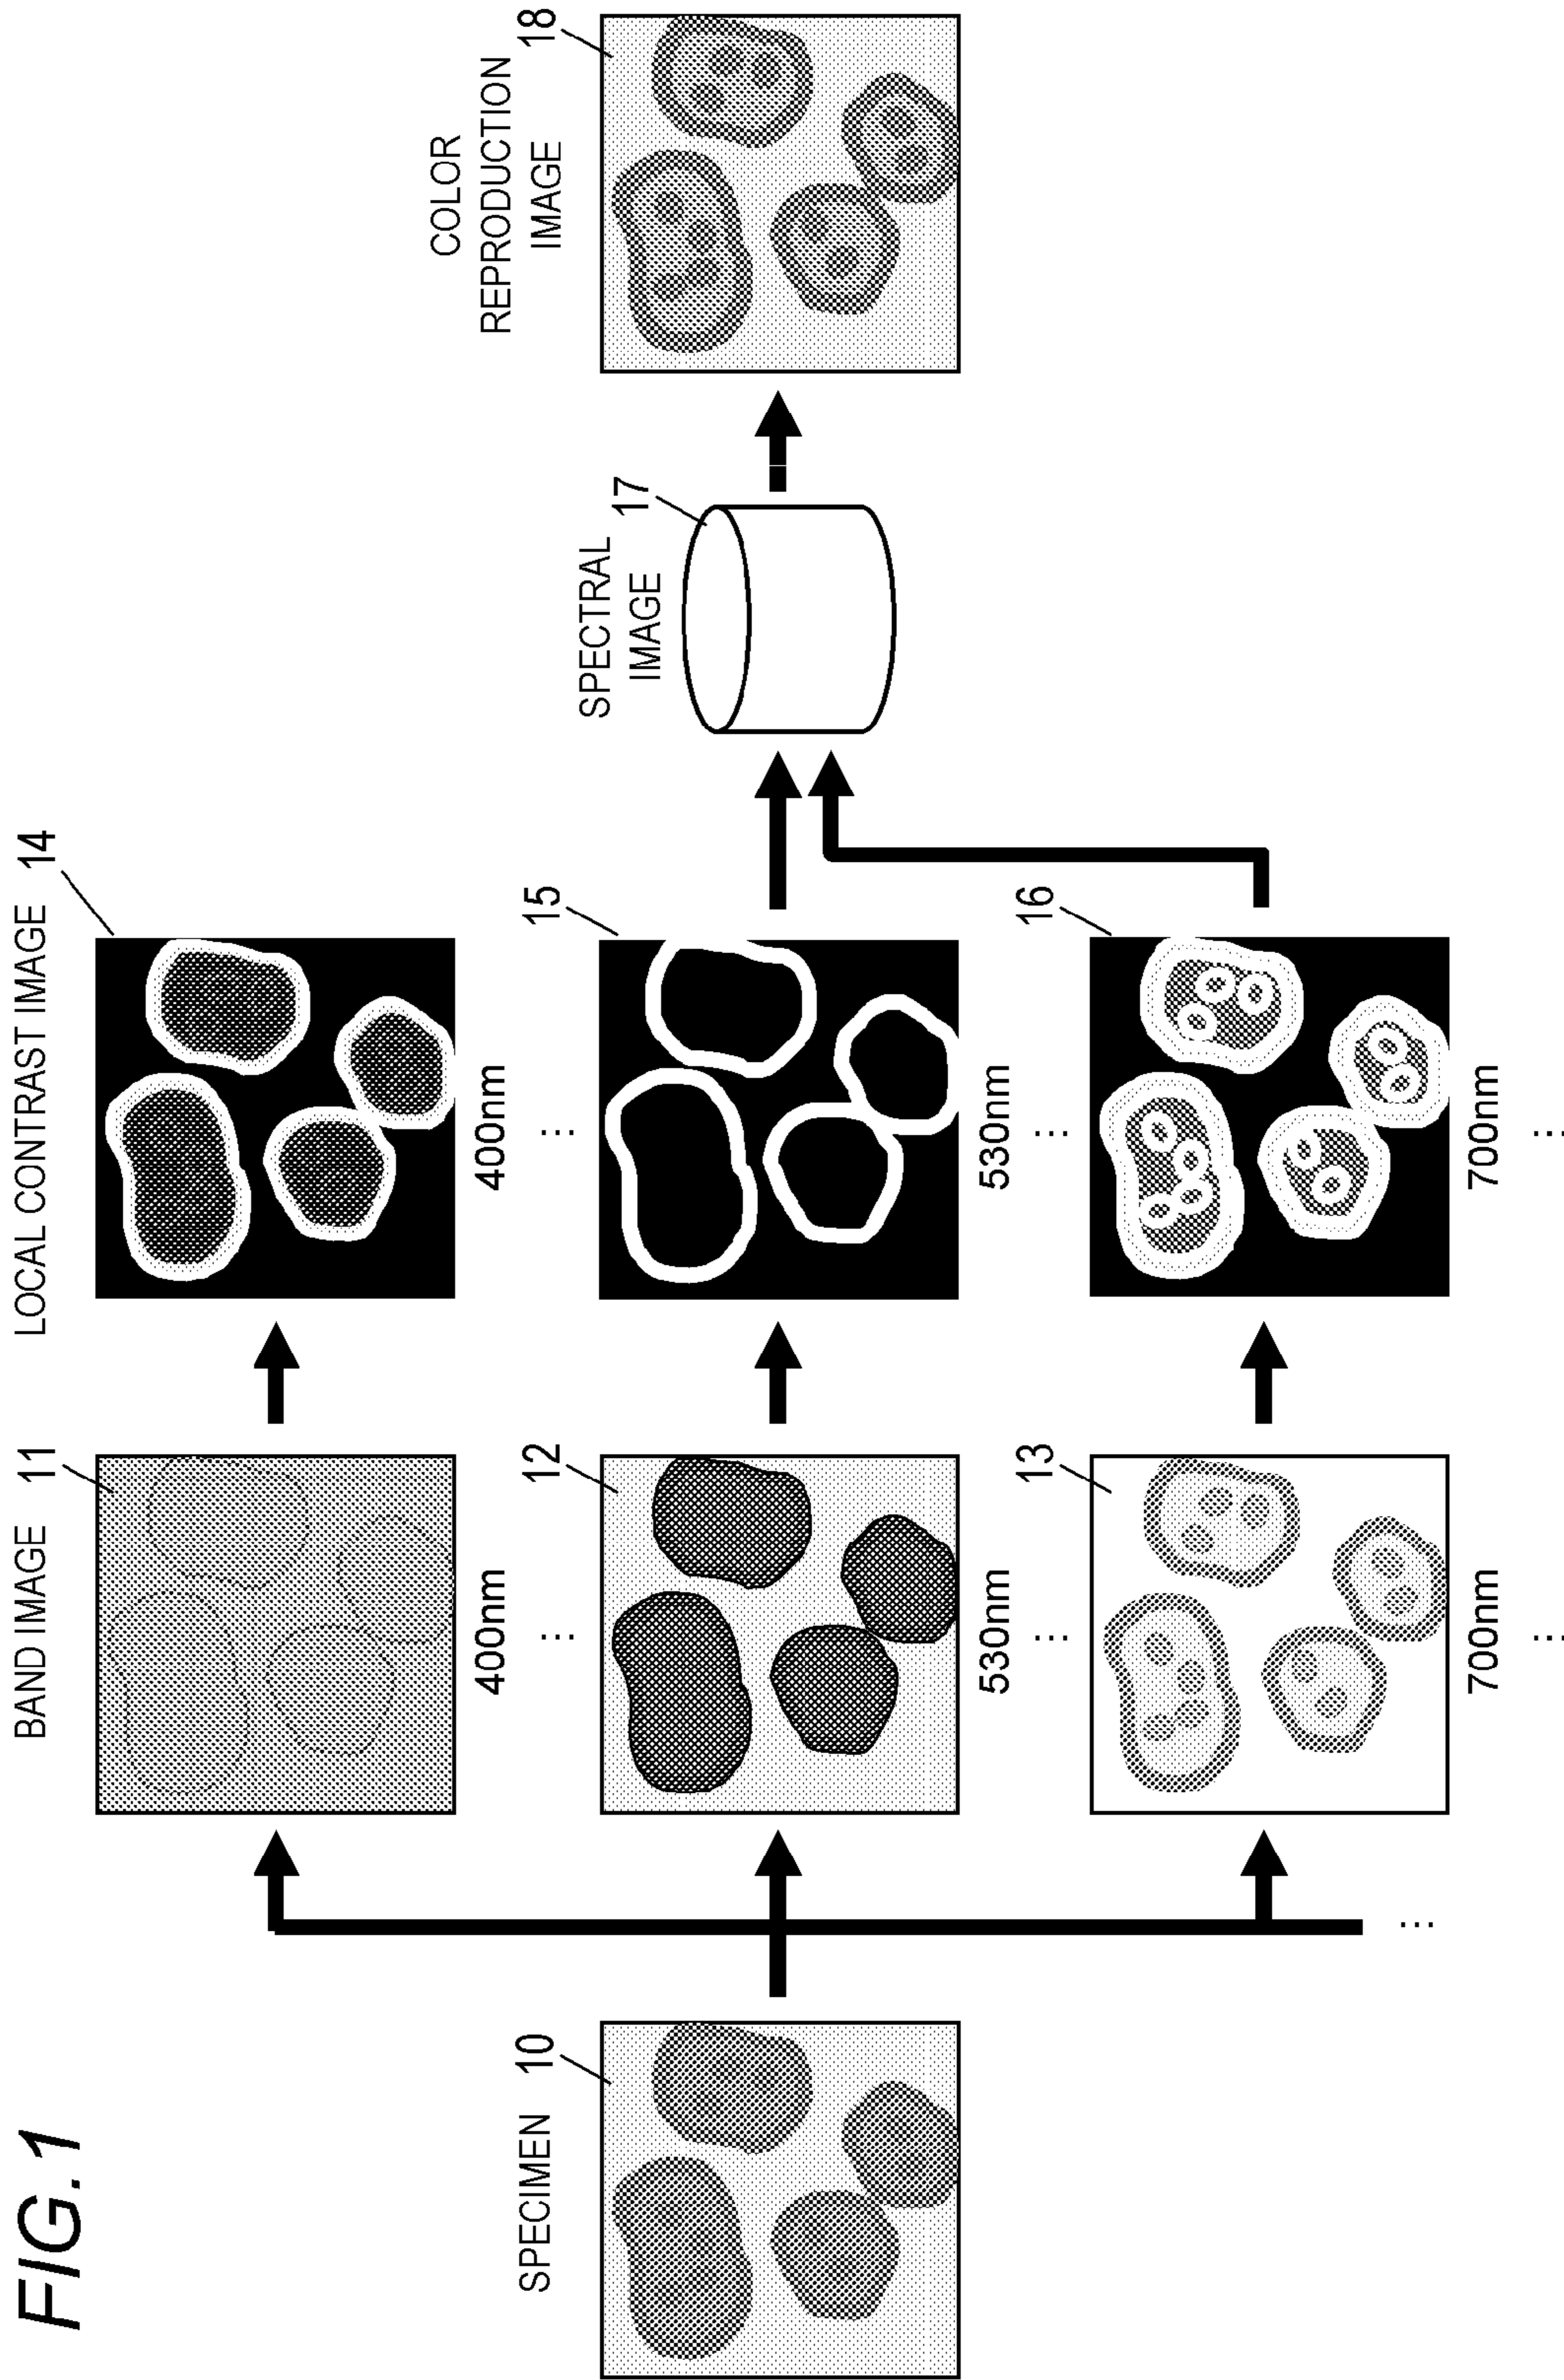 FIG.1
BAND IMAGE 11
LOCAL CONTRAST IMAGE 14
400nm
400nm
...
...
SPECIMEN 10
12
15
SPECTRAL
IMAGE 17
COLOR
REPRODUCTION
IMAGE 18
530nm
530nm
...
...
13
16
700nm
700nm
...
...
...